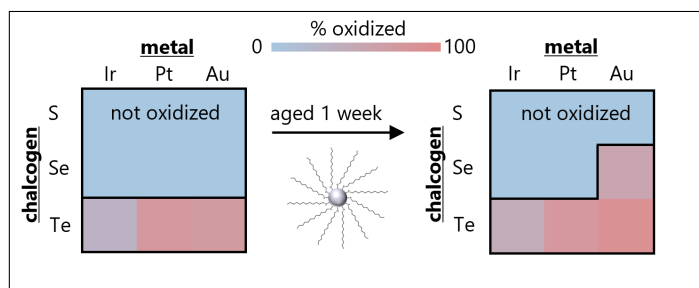 % oxidized
0 100
metal
Ir Pt Au
S
Se
Te
chalcogen
not oxidized
aged 1 week
metal
Ir Pt Au
S
Se
Te
chalcogen
not oxidized